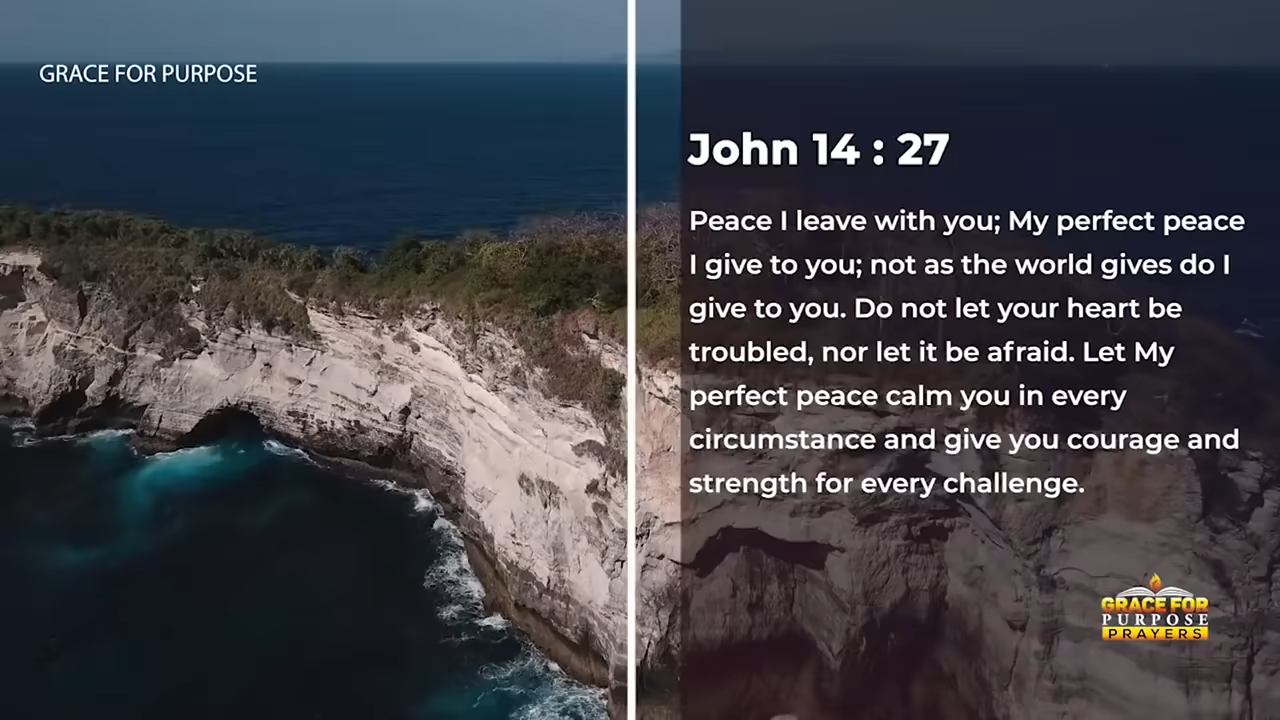 GRACE FOR PURPOSE
John 14 : 27
Peace I leave with you; My perfect peace
I give to you; not as the world gives do I
give to you. Do not let your heart be
troubled, nor let it be afraid. Let My
perfect peace calm you in every
circumstance and give you courage and
strength for every challenge.
GRACE FOR
PURPOSE
PRAYERS